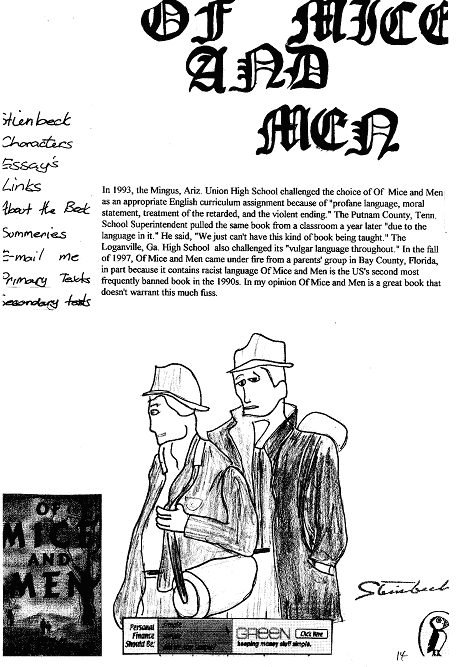 OF MICE
AND
MEN
Stienbeck
Characters
Essay's
Links
About the Book
Summeries
E-mail me
Primary Texts
Secondary texts
In 1993, the Mingus, Ariz. Union High School challenged the choice of Of Mice and Men
as an appropriate English curriculum assignment because of "profane language, moral
statement, treatment of the retarded, and the violent ending." The Putnam County, Tenn.
School Superintendent pulled the same book from a classroom a year later "due to the
language in it." He said, "We just can't have this kind of book being taught." The
Loganville, Ga. High School also challenged its "vulgar language throughout." In the fall
of 1997, Of Mice and Men came under fire from a parents' group in Bay County, Florida,
in part because it contains racist language Of Mice and Men is the US's second most
frequently banned book in the 1990s. In my opinion Of Mice and Men is a great book that
doesn't warrant this much fuss.
OF
MICE
AND
MEN
Steinbeck
Personal
Finance
Should Be:
GREEN
Click Here
keeping money stuff simple.
14